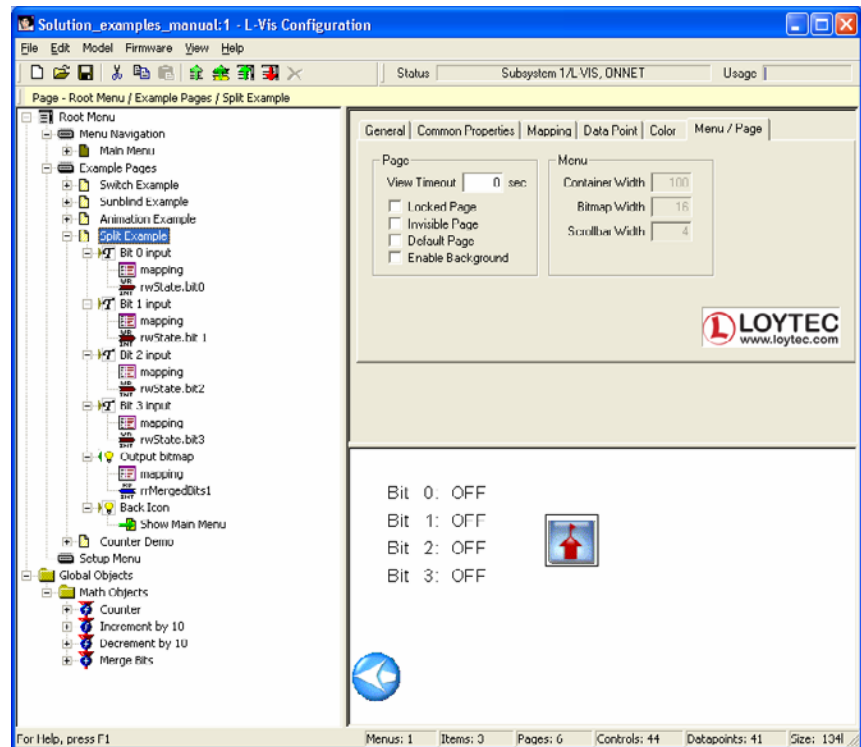 Solution_examples_manual:1 - L-Vis Configuration
File Edit Model Firmware View Help
Status Subsystem 1/L VIS, ONNET Usage
Page - Root Menu / Example Pages / Split Example
Root Menu
Menu Navigation
Main Menu
Example Pages
Switch Example
Sunblind Example
Animation Example
Split Example
Bit 0 input
mapping
rwState.bit0
Bit 1 input
mapping
rwState.bit 1
Bit 2 input
mapping
rwState.bit2
Bit 3 input
mapping
rwState.bit3
Output bitmap
mapping
rrMergedBits1
Back Icon
Show Main Menu
Counter Demo
Setup Menu
Global Objects
Math Objects
Counter
Increment by 10
Decrement by 10
Merge Bits
General Common Properties Mapping Data Point Color Menu / Page
Page
View Timeout 0 sec
Locked Page
Invisible Page
Default Page
Enable Background
Menu
Container Width 100
Bitmap Width 16
Scrollbar Width 4
LOYTEC
www.loytec.com
Bit 0: OFF
Bit 1: OFF
Bit 2: OFF
Bit 3: OFF
For Help, press F1
Menus: 1 Items: 3 Pages: 6 Controls: 44 Datapoints: 41 Size: 134